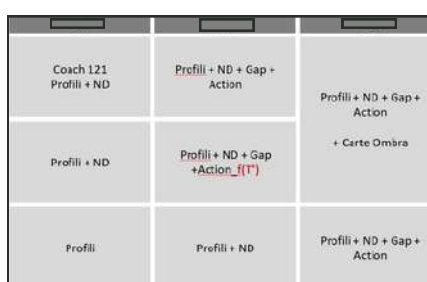 Coach 121
Profili + ND
Profili + ND + Gap +
Action
Profili + ND + Gap +
Action
+ Carte Ombra
Profili + ND
Profili + ND + Gap
+Action_f(T°)
Profili
Profili + ND
Profili + ND + Gap +
Action